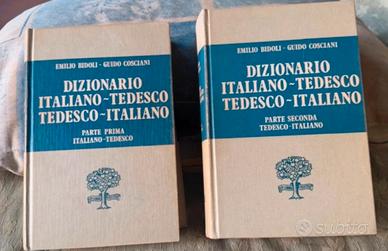 EMILIO BIDOLI - GUIDO COSCIANI
DIZIONARIO
ITALIANO-TEDESCO
TEDESCO-ITALIANO
PARTE PRIMA
ITALIANO-TEDESCO
EMILIO BIDOLI - GUIDO COSCIANI
DIZIONARIO
ITALIANO-TEDESCO
TEDESCO-ITALIANO
PARTE SECONDA
TEDESCO-ITALIANO
subito